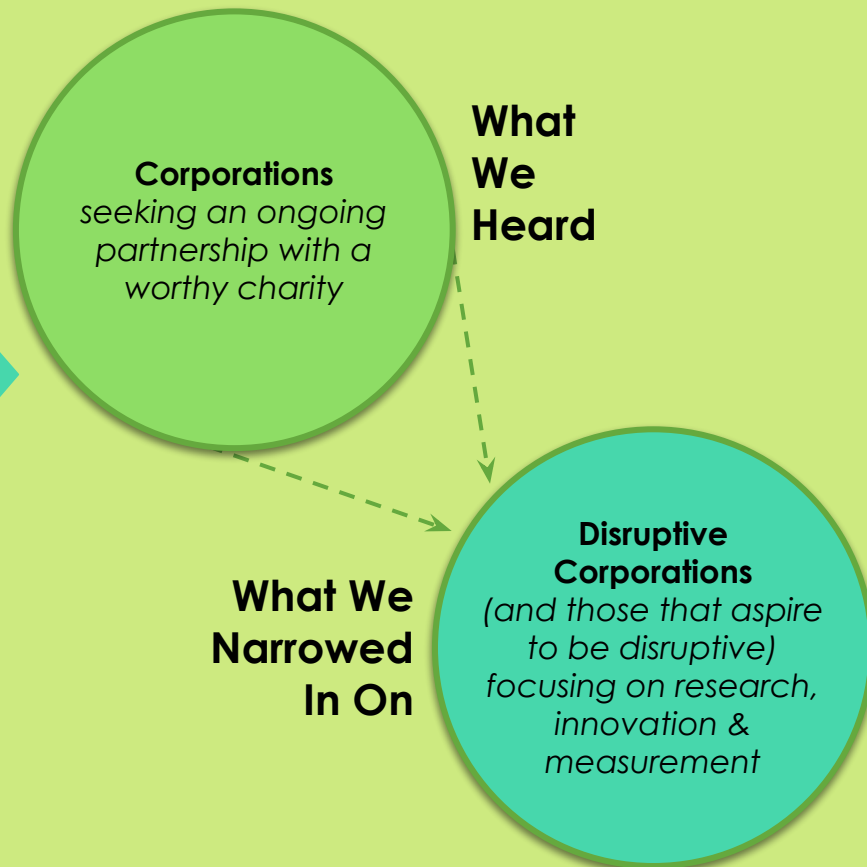 What
We
Heard
Corporations
seeking an ongoing
partnership with a
worthy charity
What We
Narrowed
In On
Disruptive
Corporations
(and those that aspire
to be disruptive)
focusing on research,
innovation &
measurement